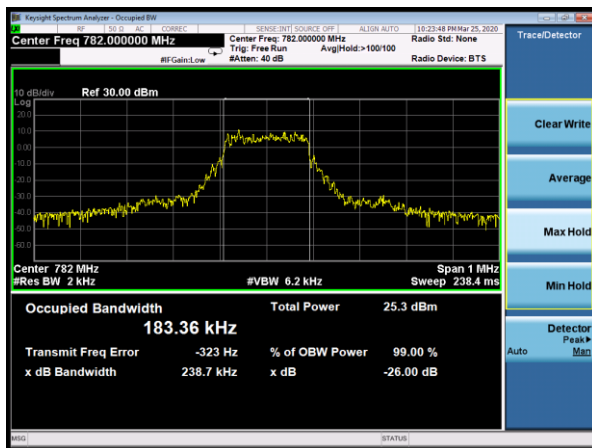 Keysight Spectrum Analyzer - Occupied BW
RF 50 Ω AC CORREC SENSE:INT SOURCE OFF ALIGN AUTO 10:23:48 PM Mar 25, 2020
Center Freq 782.000000 MHz
Center Freq: 782.000000 MHz Radio Std: None
Trig: Free Run Avg|Hold:>100/100
#IFGain:Low #Atten: 40 dB Radio Device: BTS
Trace/Detector
10 dB/div Ref 30.00 dBm
Log
20.0
10.0
0.00
-10.0
-20.0
-30.0
-40.0
-50.0
-60.0
Center 782 MHz Span 1 MHz
#Res BW 2 kHz #VBW 6.2 kHz Sweep 238.4 ms
Occupied Bandwidth Total Power 25.3 dBm
183.36 kHz
Transmit Freq Error -323 Hz % of OBW Power 99.00 %
x dB Bandwidth 238.7 kHz x dB -26.00 dB
Clear Write
Average
Max Hold
Min Hold
Detector
Peak▶
Auto Man
MSG STATUS